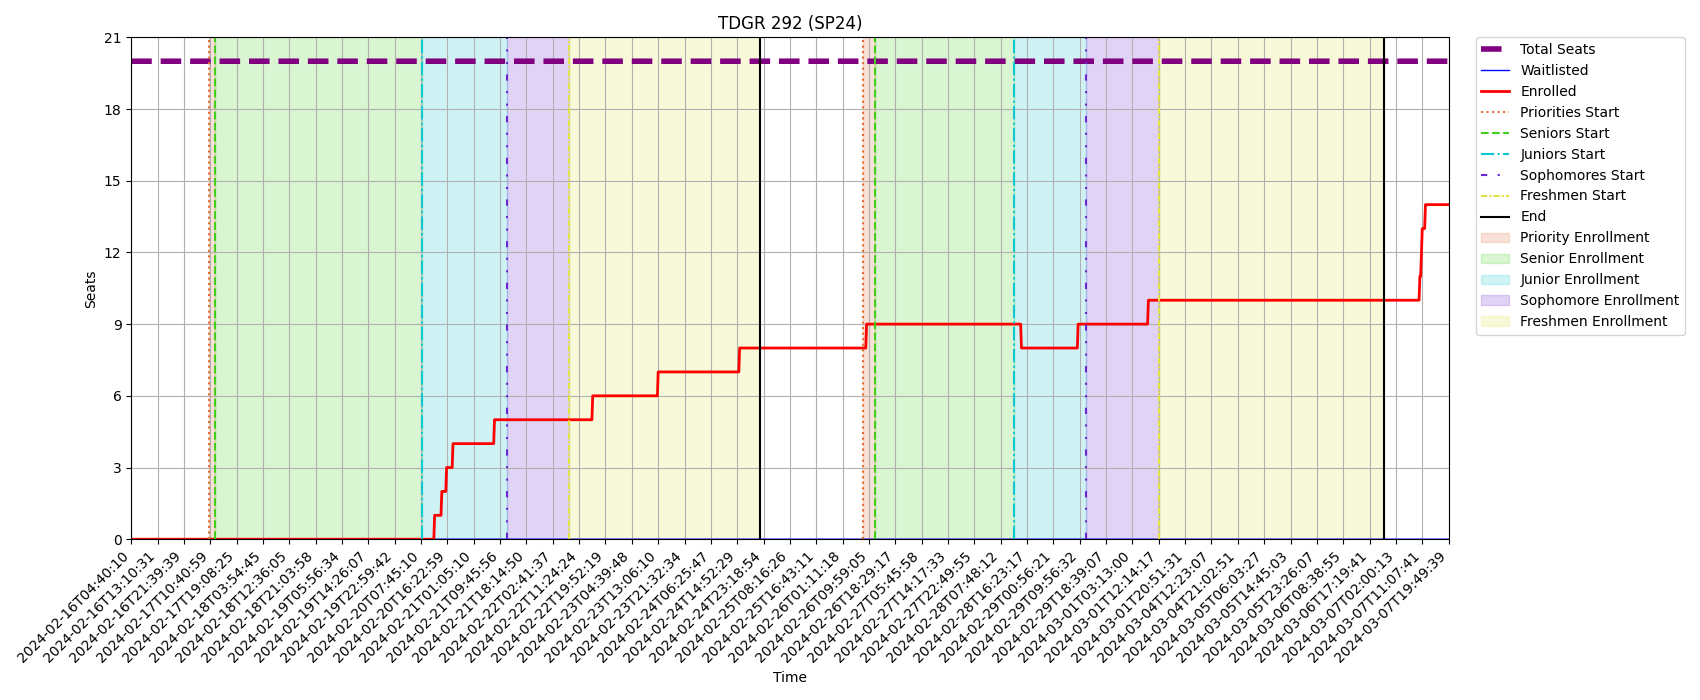 TDGR 292 (SP24)
21
18
15
12
9
6
3
0
Seats
2024-02-16T04:40:10
2024-02-16T13:10:31
2024-02-16T21:39:39
2024-02-17T10:40:59
2024-02-17T19:08:25
2024-02-18T03:54:45
2024-02-18T12:36:05
2024-02-18T21:03:58
2024-02-19T05:56:34
2024-02-19T14:26:07
2024-02-19T22:59:42
2024-02-20T07:45:10
2024-02-20T16:22:59
2024-02-21T01:05:10
2024-02-21T09:45:56
2024-02-21T18:14:50
2024-02-22T02:41:37
2024-02-22T11:24:24
2024-02-22T19:52:19
2024-02-23T04:39:48
2024-02-23T13:06:10
2024-02-23T21:32:34
2024-02-24T06:25:47
2024-02-24T14:52:29
2024-02-24T23:18:54
2024-02-25T08:16:26
2024-02-25T16:43:11
2024-02-26T01:11:18
2024-02-26T09:59:05
2024-02-26T18:29:17
2024-02-27T05:45:58
2024-02-27T14:17:33
2024-02-27T22:49:55
2024-02-28T07:48:12
2024-02-28T16:23:17
2024-02-29T00:56:21
2024-02-29T09:56:32
2024-02-29T18:39:07
2024-03-01T03:13:00
2024-03-01T12:14:17
2024-03-01T20:51:31
2024-03-04T12:23:07
2024-03-04T21:02:51
2024-03-05T06:03:27
2024-03-05T14:45:03
2024-03-05T23:26:07
2024-03-06T08:38:55
2024-03-06T17:19:41
2024-03-07T02:00:13
2024-03-07T11:07:41
2024-03-07T19:49:39
Time
Total Seats
Waitlisted
Enrolled
Priorities Start
Seniors Start
Juniors Start
Sophomores Start
Freshmen Start
End
Priority Enrollment
Senior Enrollment
Junior Enrollment
Sophomore Enrollment
Freshmen Enrollment